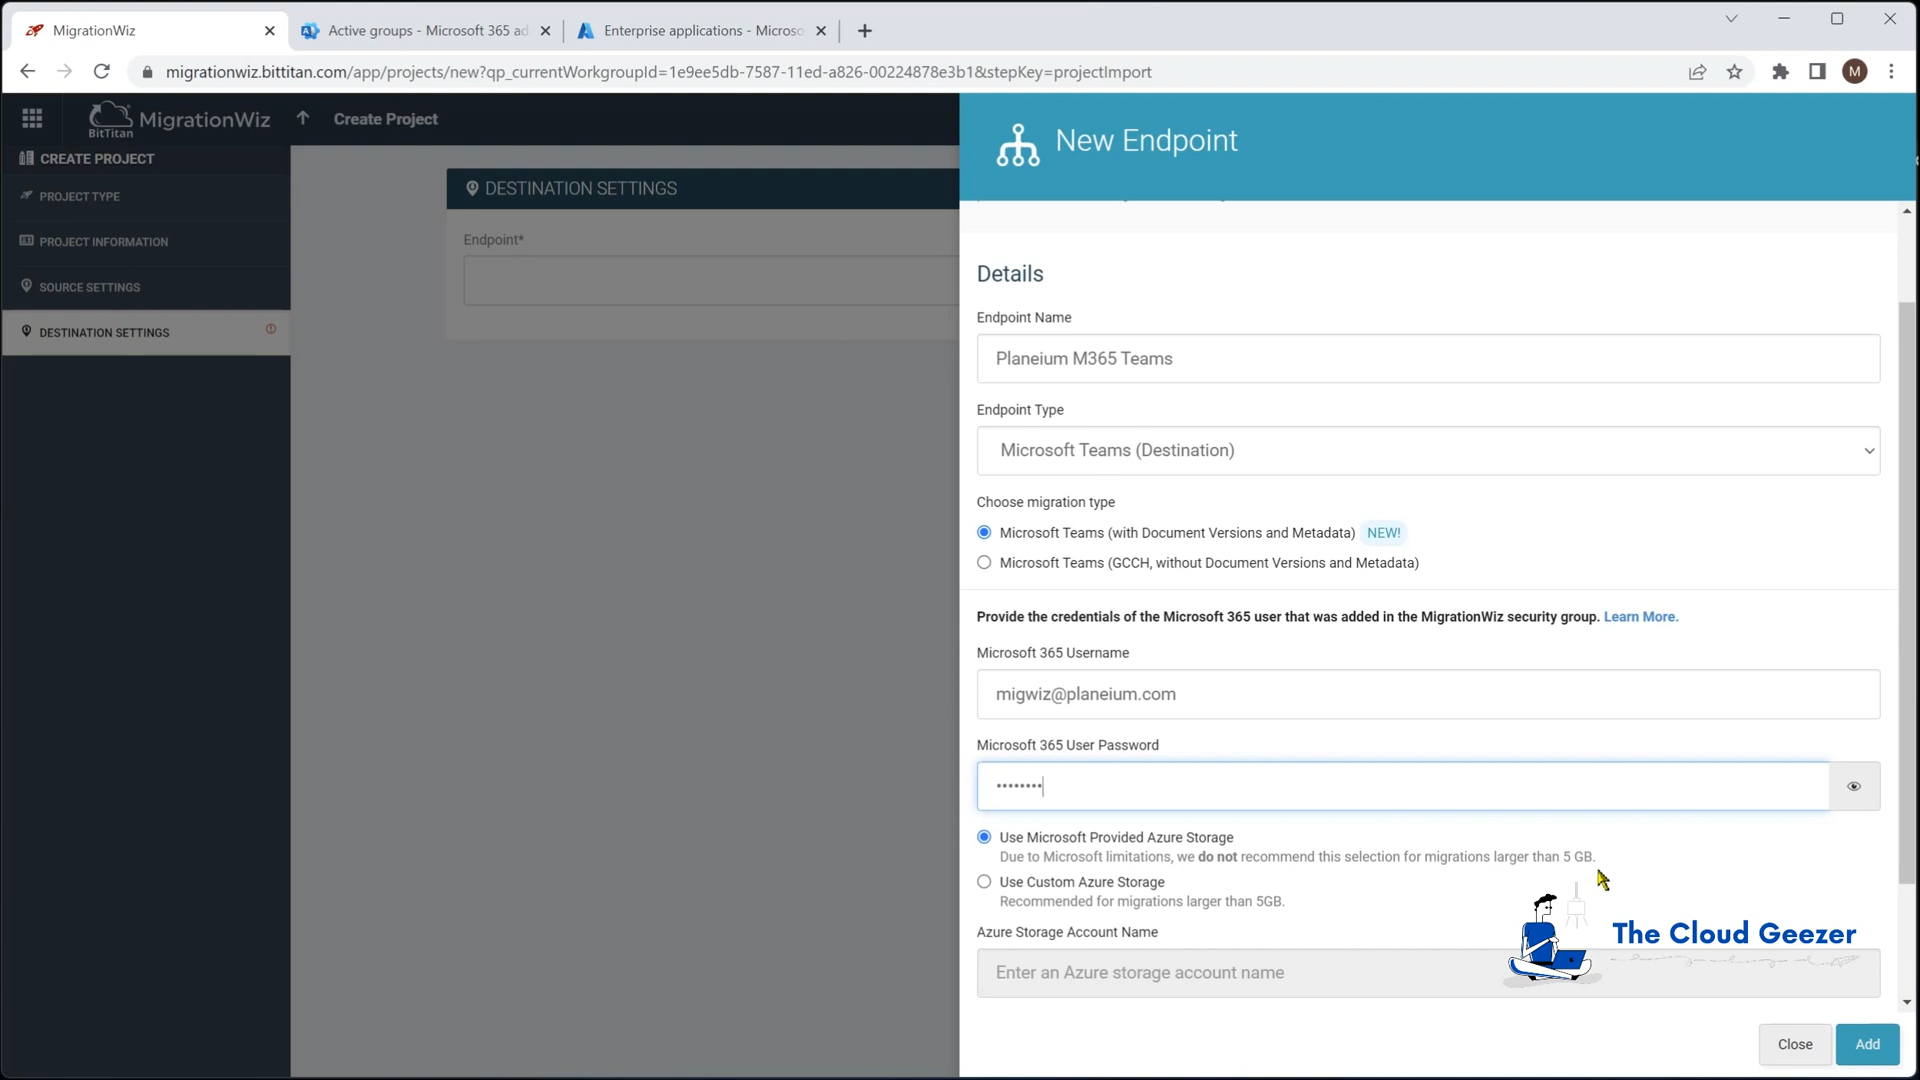 MigrationWiz
Active groups - Microsoft 365 ad
Enterprise applications - Microso
migrationwiz.bittitan.com/app/projects/new?qp_currentWorkgroupId=1e9ee5db-7587-11ed-a826-00224878e3b1&stepKey=projectImport
M
BitTitan
MigrationWiz
Create Project
CREATE PROJECT
PROJECT TYPE
PROJECT INFORMATION
SOURCE SETTINGS
DESTINATION SETTINGS
DESTINATION SETTINGS
Endpoint*
New Endpoint
Details
Endpoint Name
Planeium M365 Teams
Endpoint Type
Microsoft Teams (Destination)
Choose migration type
Microsoft Teams (with Document Versions and Metadata) NEW!
Microsoft Teams (GCCH, without Document Versions and Metadata)
Provide the credentials of the Microsoft 365 user that was added in the MigrationWiz security group. Learn More.
Microsoft 365 Username
migwiz@planeium.com
Microsoft 365 User Password
••••••••
Use Microsoft Provided Azure Storage
Due to Microsoft limitations, we do not recommend this selection for migrations larger than 5 GB.
Use Custom Azure Storage
Recommended for migrations larger than 5GB.
Azure Storage Account Name
Enter an Azure storage account name
The Cloud Geezer
Close
Add